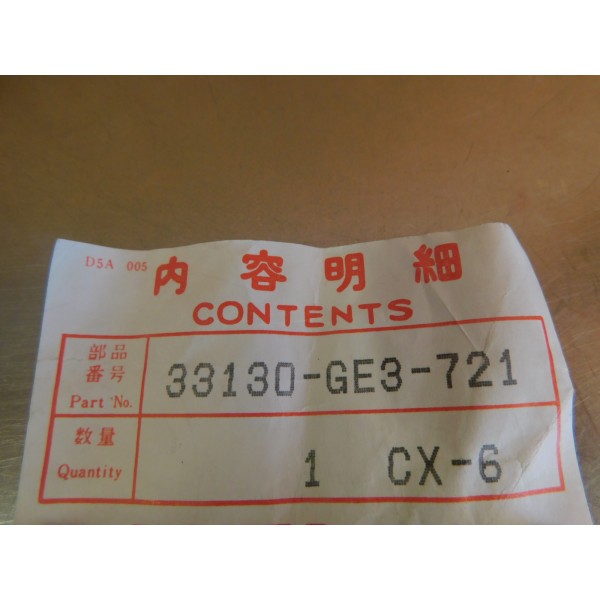 D5A 005
内容明細
CONTENTS
部品
番号
Part No.
33130-GE3-721
数量
Quantity
1 CX-6